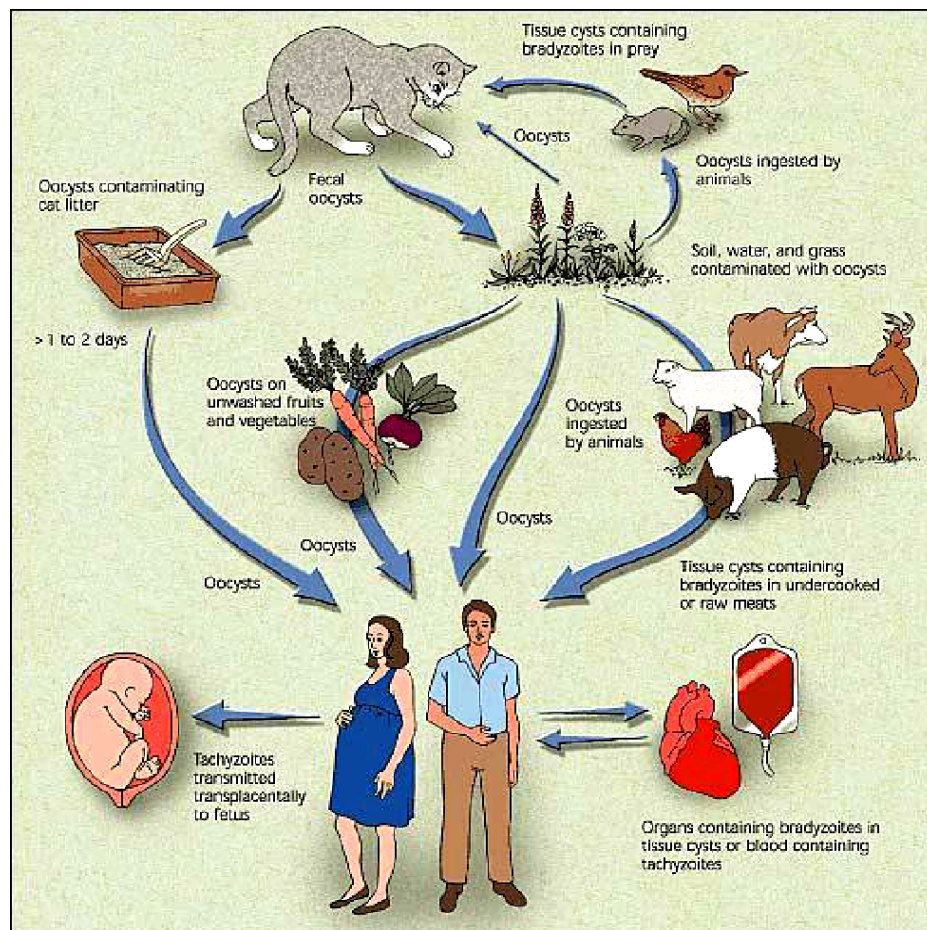 Tissue cysts containing
bradyzoites in prey
Oocysts
Oocysts ingested by
animals
Oocysts contaminating
cat litter
Fecal
oocysts
Soil, water, and grass
contaminated with oocysts
>1 to 2 days
Oocysts on
unwashed fruits
and vegetables
Oocysts
ingested
by animals
Oocysts
Oocysts
Oocysts
Tissue cysts containing
bradyzoites in undercooked
or raw meats
Tachyzoites
transmitted
transplacentally
to fetus
Organs containing bradyzoites in
tissue cysts or blood containing
tachyzoites